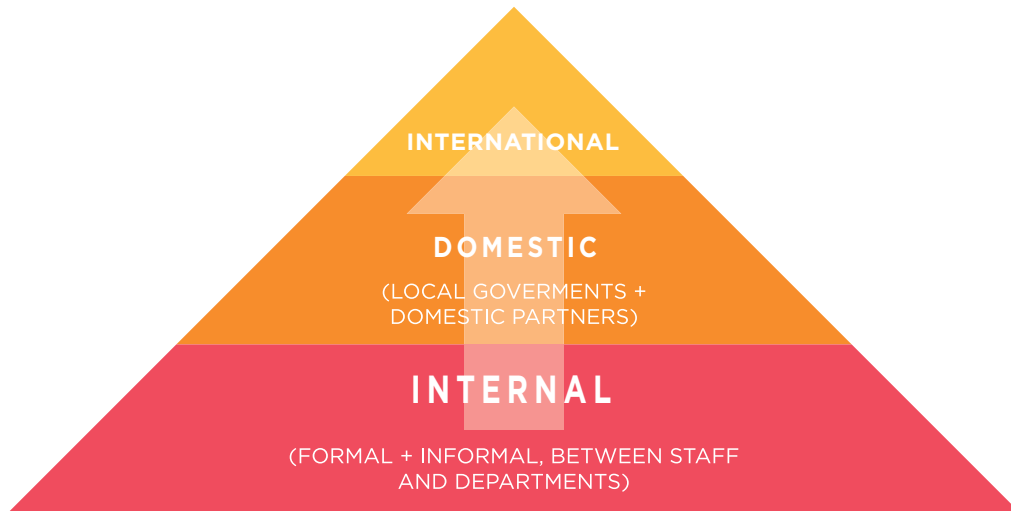 INTERNATIONAL
DOMESTIC
(LOCAL GOVERMENTS +
DOMESTIC PARTNERS)
INTERNAL
(FORMAL + INFORMAL, BETWEEN STAFF
AND DEPARTMENTS)